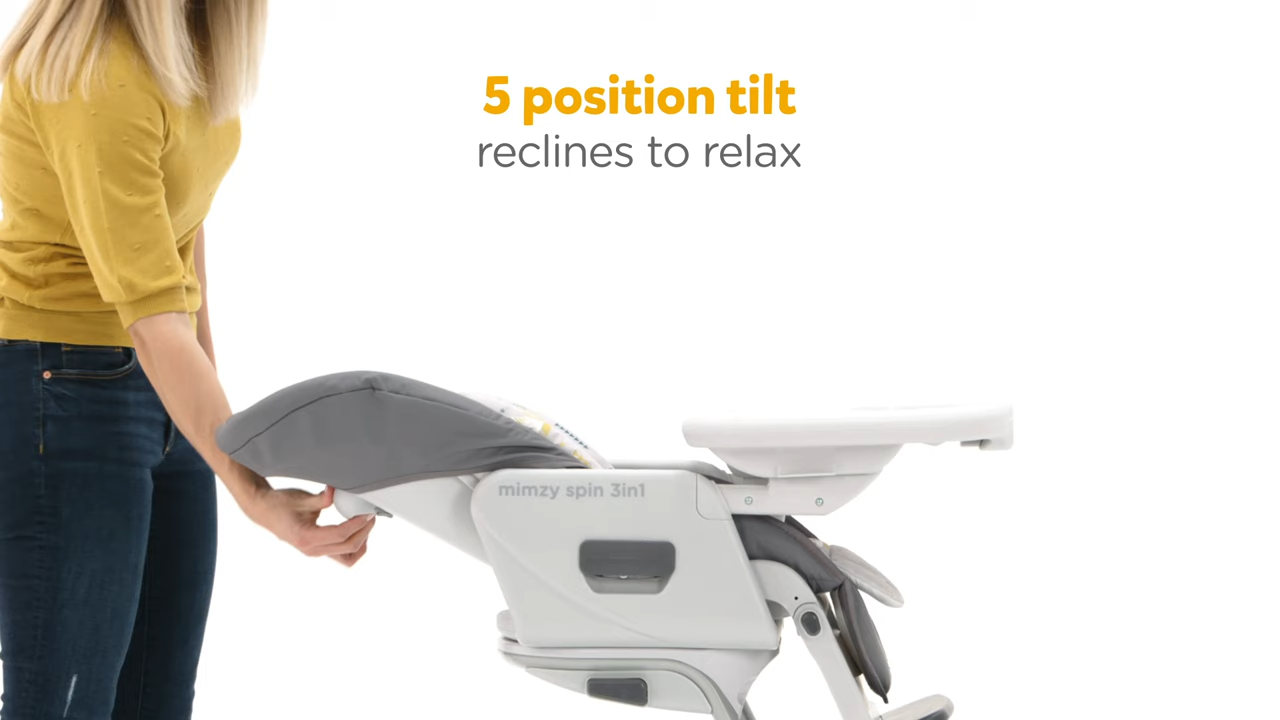 5 position tilt
reclines to relax
mimzy spin 3in1